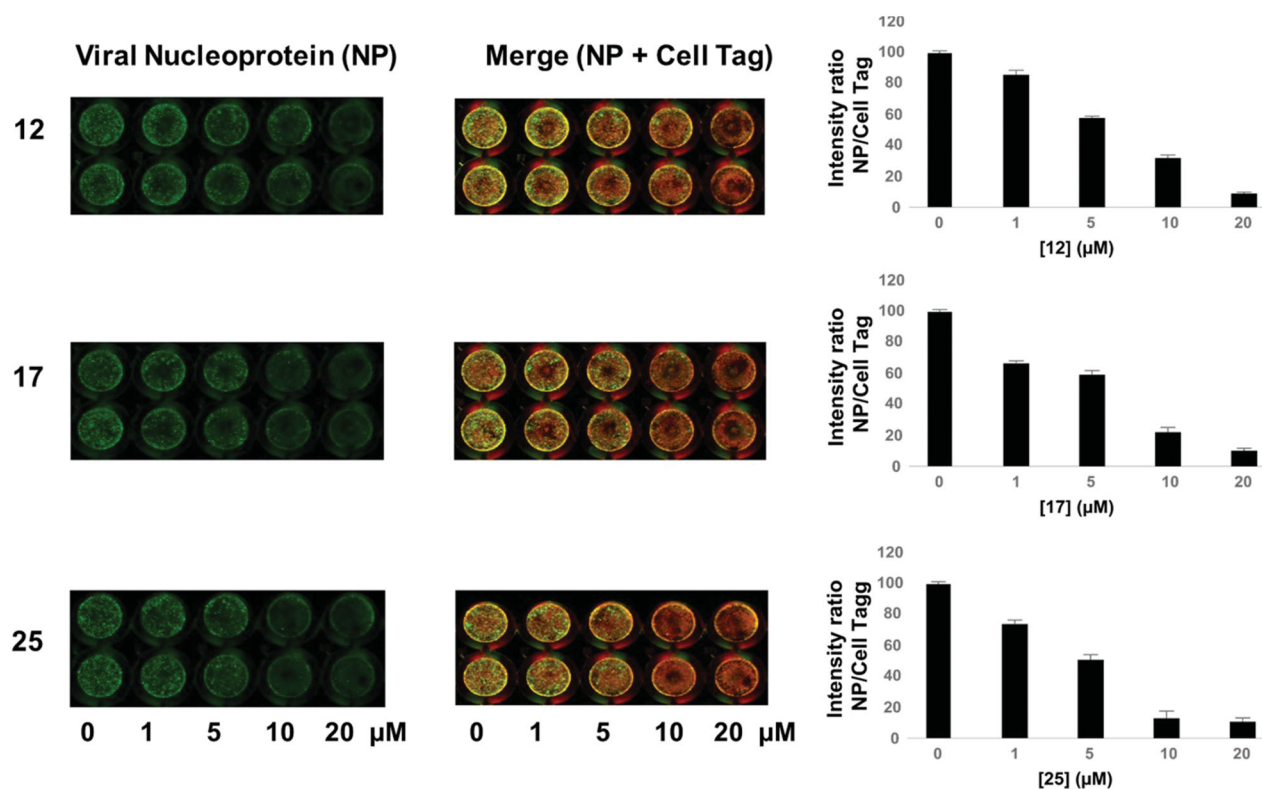 Viral Nucleoprotein (NP)
Merge (NP + Cell Tag)
12
120
100
80
60
40
20
0
Intensity ratio
NP/Cell Tag
0 1 5 10 20
[12] (µM)
17
120
100
80
60
40
20
0
Intensity ratio
NP/Cell Tag
0 1 5 10 20
[17] (µM)
25
120
100
80
60
40
20
0
Intensity ratio
NP/Cell Tagg
0 1 5 10 20
[25] (µM)
0 1 5 10 20 µM
0 1 5 10 20 µM